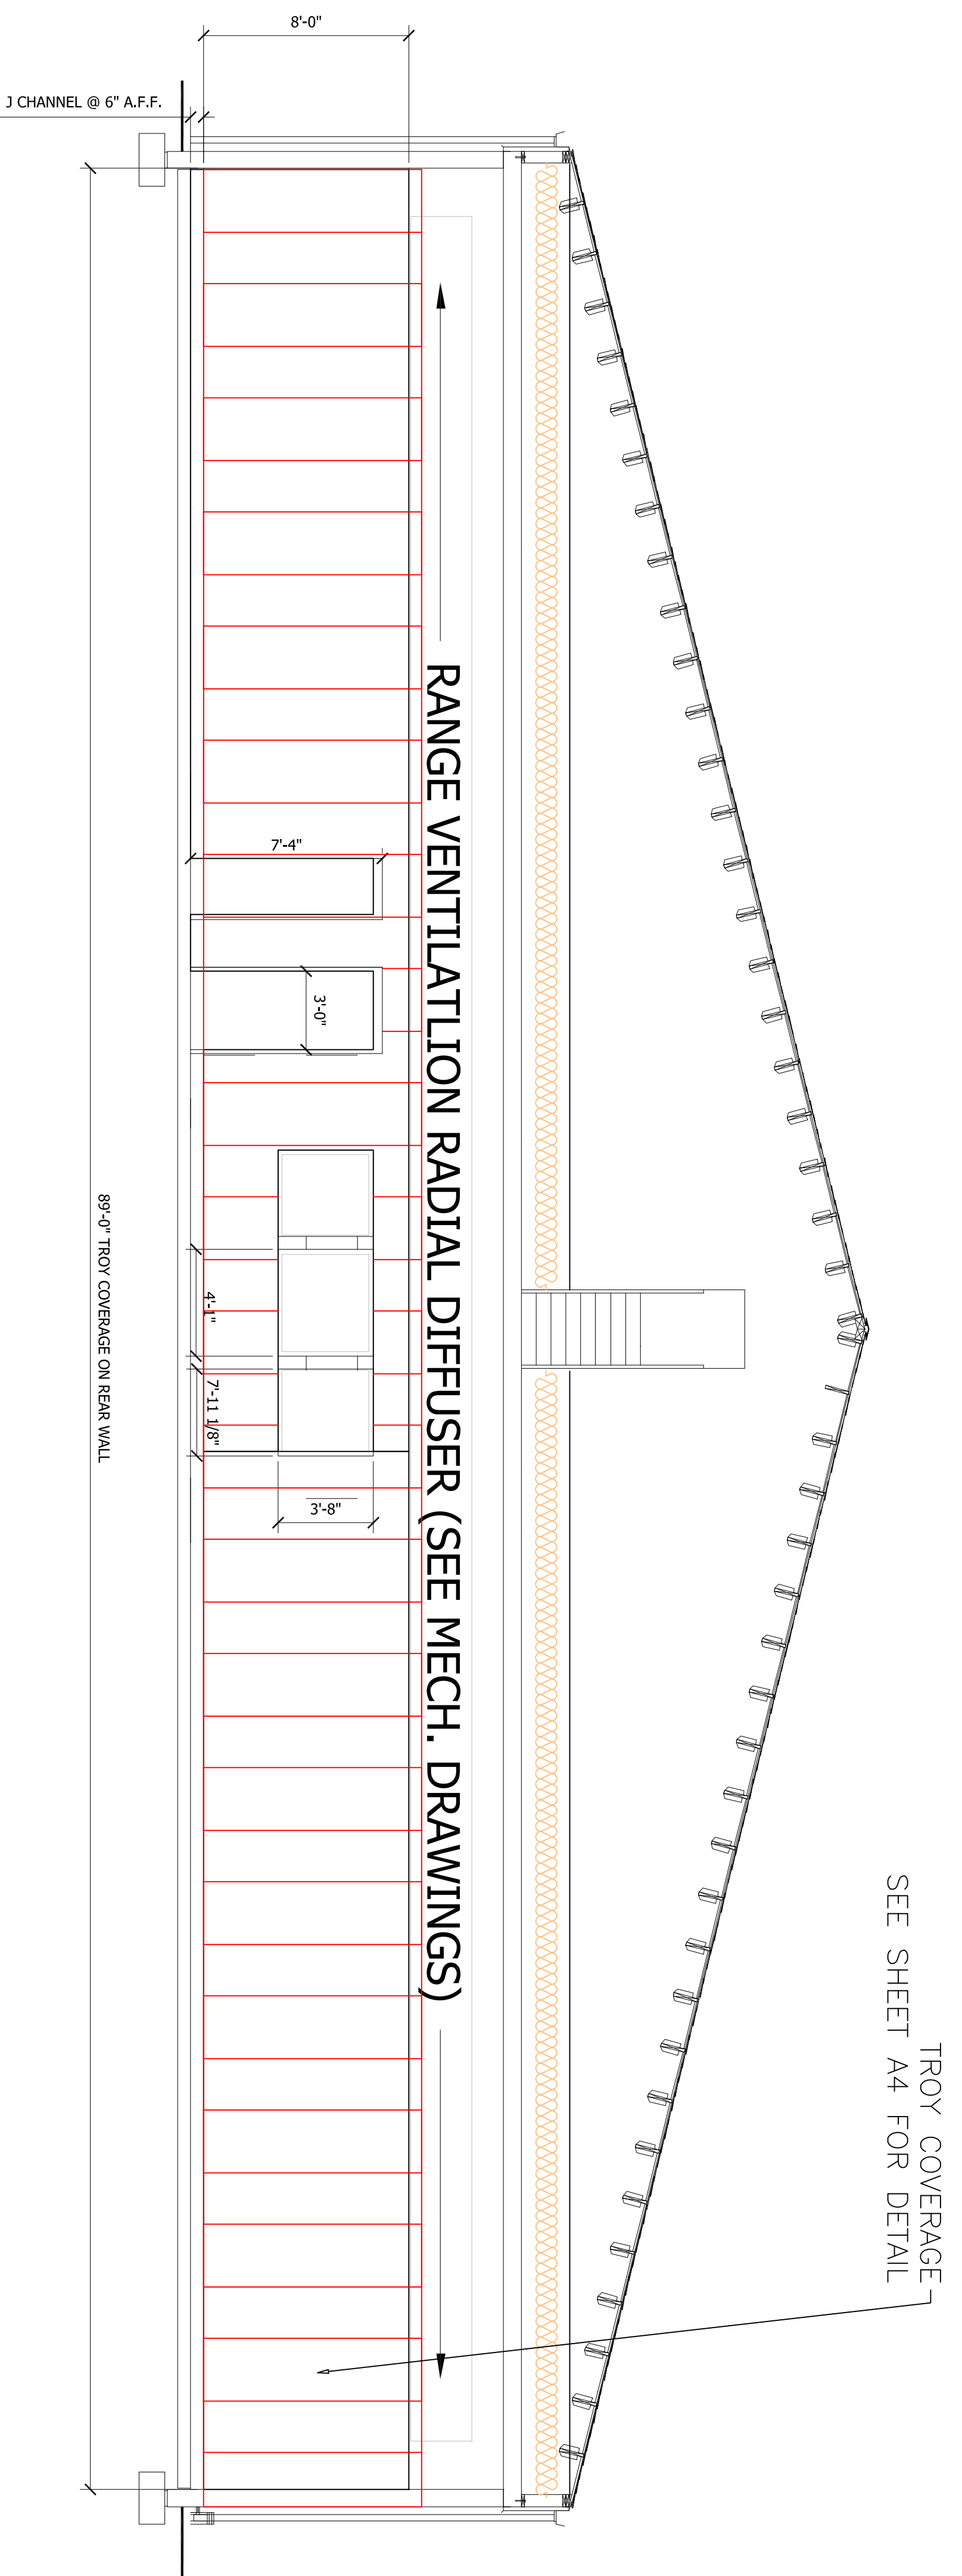 8'-0"
J CHANNEL @ 6" A.F.F.
TROY COVERAGE
SEE SHEET A4 FOR DETAIL
RANGE VENTILATLION RADIAL DIFFUSER (SEE MECH. DRAWINGS)
7'-4"
3'-0"
4'-1"
7'-11 1/8"
3'-8"
89'-0" TROY COVERAGE ON REAR WALL